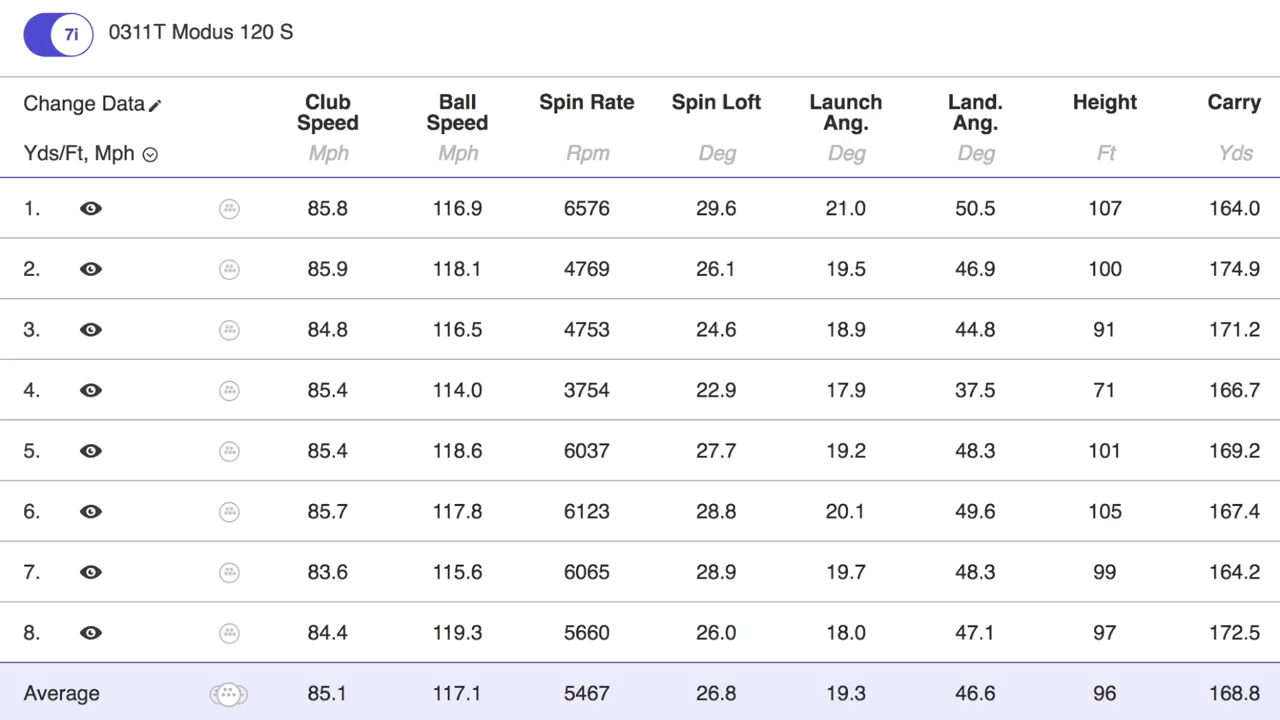 7i 0311T Modus 120 S
Change Data Club Speed Ball Speed Spin Rate Spin Loft Launch Ang. Land. Ang. Height Carry
Yds/Ft, Mph Mph Mph Rpm Deg Deg Deg Ft Yds
1. 85.8 116.9 6576 29.6 21.0 50.5 107 164.0
2. 85.9 118.1 4769 26.1 19.5 46.9 100 174.9
3. 84.8 116.5 4753 24.6 18.9 44.8 91 171.2
4. 85.4 114.0 3754 22.9 17.9 37.5 71 166.7
5. 85.4 118.6 6037 27.7 19.2 48.3 101 169.2
6. 85.7 117.8 6123 28.8 20.1 49.6 105 167.4
7. 83.6 115.6 6065 28.9 19.7 48.3 99 164.2
8. 84.4 119.3 5660 26.0 18.0 47.1 97 172.5
Average 85.1 117.1 5467 26.8 19.3 46.6 96 168.8